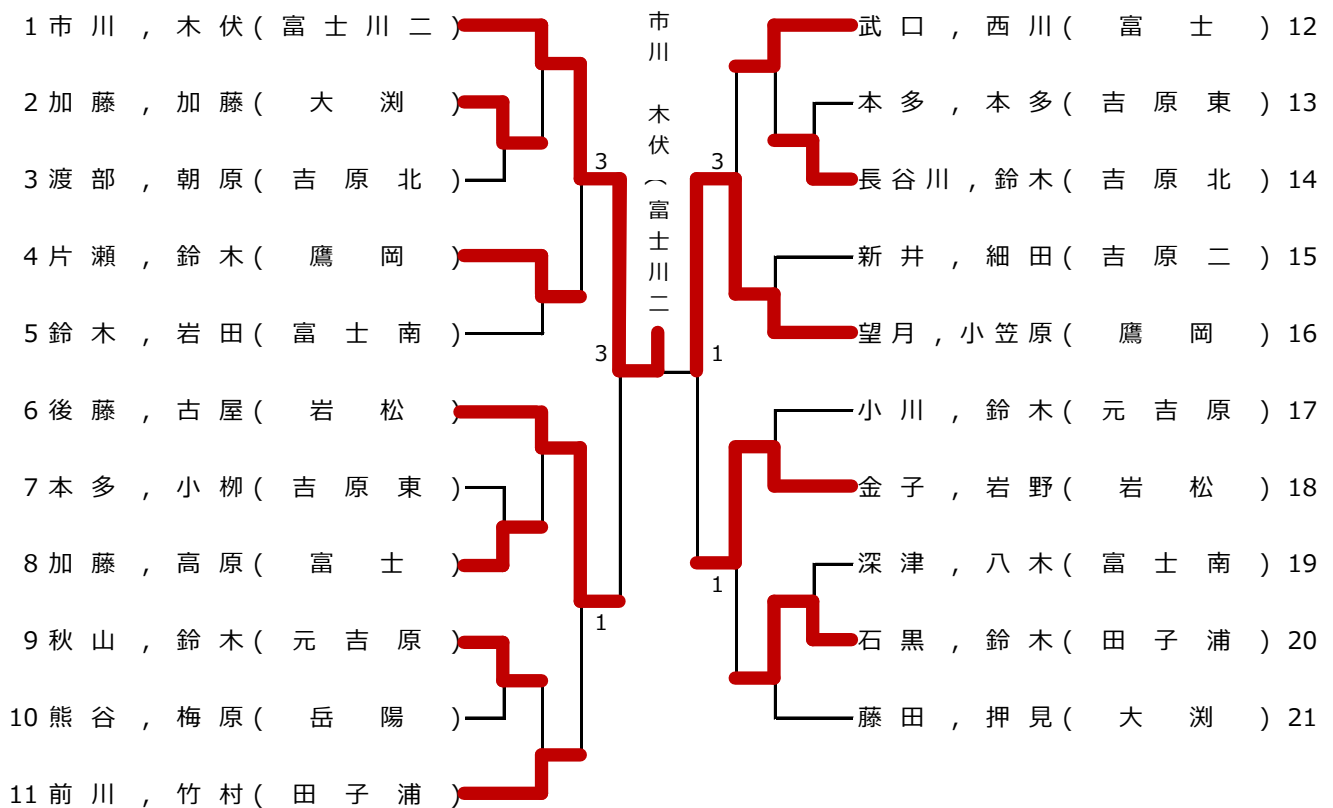 1 市川 , 木伏 ( 富士川二 )
2 加藤 , 加藤 ( 大渕 )
3 渡部 , 朝原 ( 吉原北 )
4 片瀬 , 鈴木 ( 鷹岡 )
5 鈴木 , 岩田 ( 富士南 )
6 後藤 , 古屋 ( 岩松 )
7 本多 , 小栁 ( 吉原東 )
8 加藤 , 高原 ( 富士 )
9 秋山 , 鈴木 ( 元吉原 )
10 熊谷 , 梅原 ( 岳陽 )
11 前川 , 竹村 ( 田子浦 )
3
3
1
市川 木伏(富士川二
3
1
1
武口 , 西川 ( 富士 ) 12
本多 , 本多 ( 吉原東 ) 13
長谷川 , 鈴木 ( 吉原北 ) 14
新井 , 細田 ( 吉原二 ) 15
望月 , 小笠原 ( 鷹岡 ) 16
小川 , 鈴木 ( 元吉原 ) 17
金子 , 岩野 ( 岩松 ) 18
深津 , 八木 ( 富士南 ) 19
石黒 , 鈴木 ( 田子浦 ) 20
藤田 , 押見 ( 大渕 ) 21